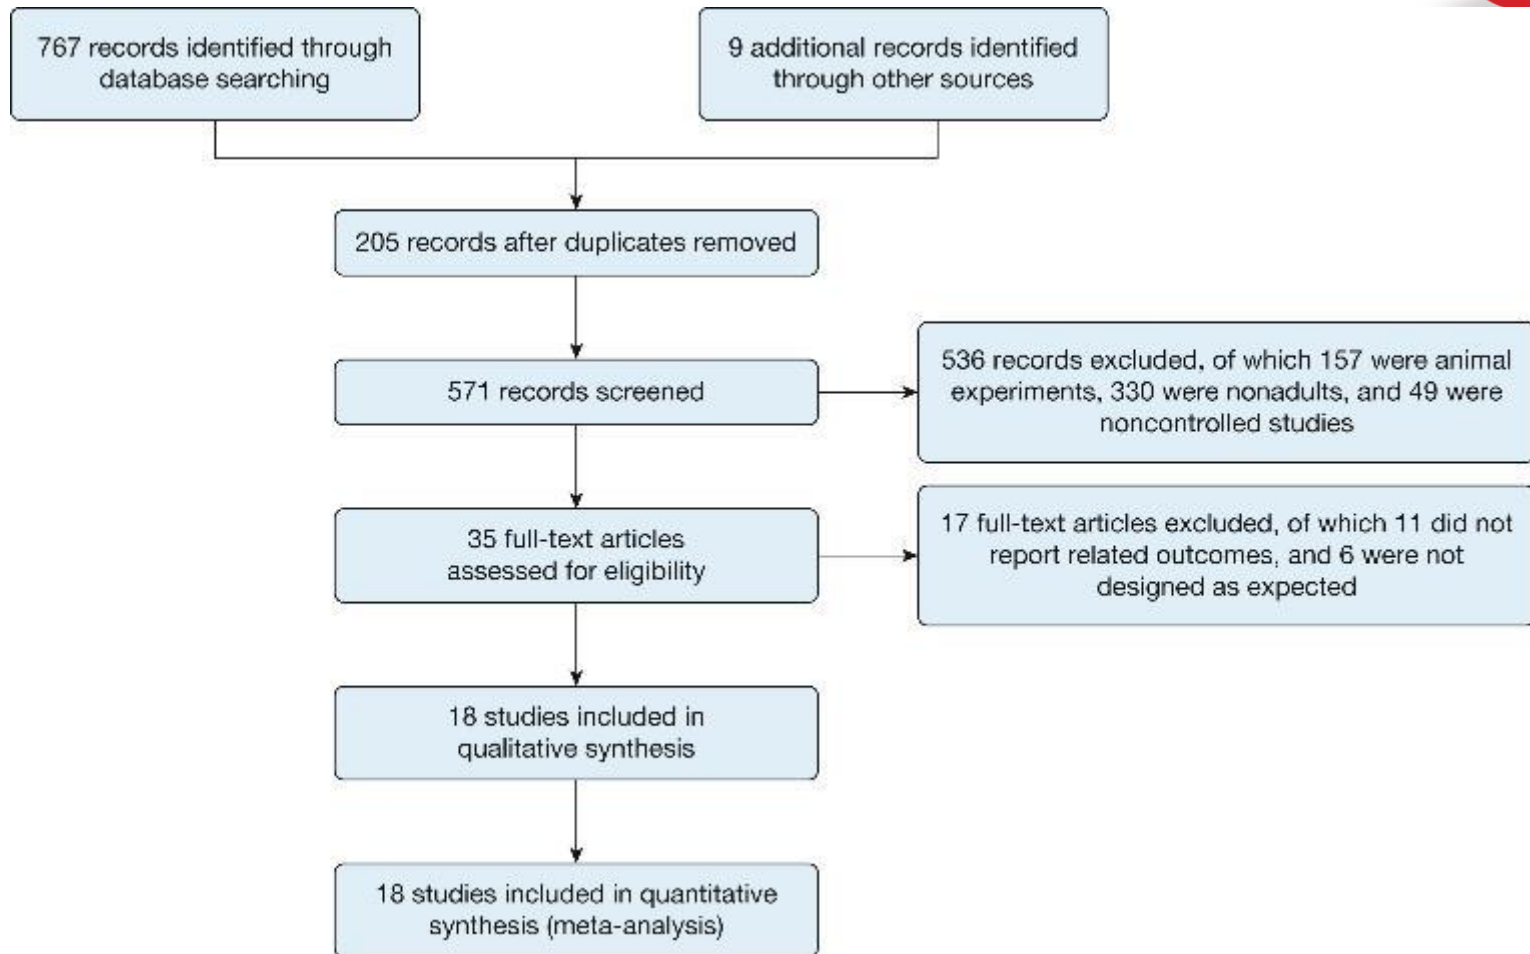 767 records identified through
database searching
9 additional records identified
through other sources
205 records after duplicates removed
571 records screened
536 records excluded, of which 157 were animal
experiments, 330 were nonadults, and 49 were
noncontrolled studies
35 full-text articles
assessed for eligibility
17 full-text articles excluded, of which 11 did not
report related outcomes, and 6 were not
designed as expected
18 studies included in
qualitative synthesis
18 studies included in quantitative
synthesis (meta-analysis)